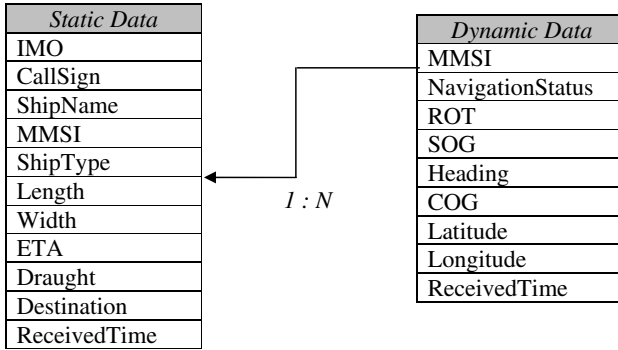 Static Data
IMO
CallSign
ShipName
MMSI
ShipType
Length
Width
ETA
Draught
Destination
ReceivedTime
1 : N
Dynamic Data
MMSI
NavigationStatus
ROT
SOG
Heading
COG
Latitude
Longitude
ReceivedTime